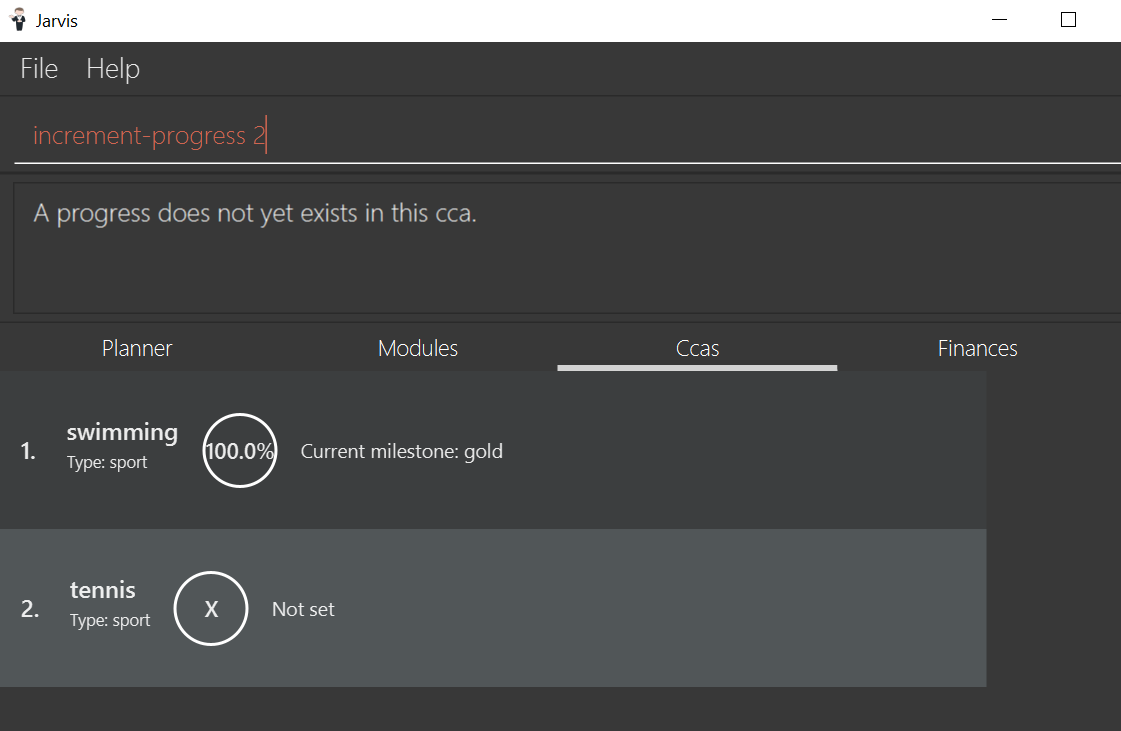 Jarvis
File Help
increment-progress 2
A progress does not yet exists in this cca.
Planner Modules Ccas Finances
1. swimming
Type: sport
100.0%
Current milestone: gold
2. tennis
Type: sport
X
Not set